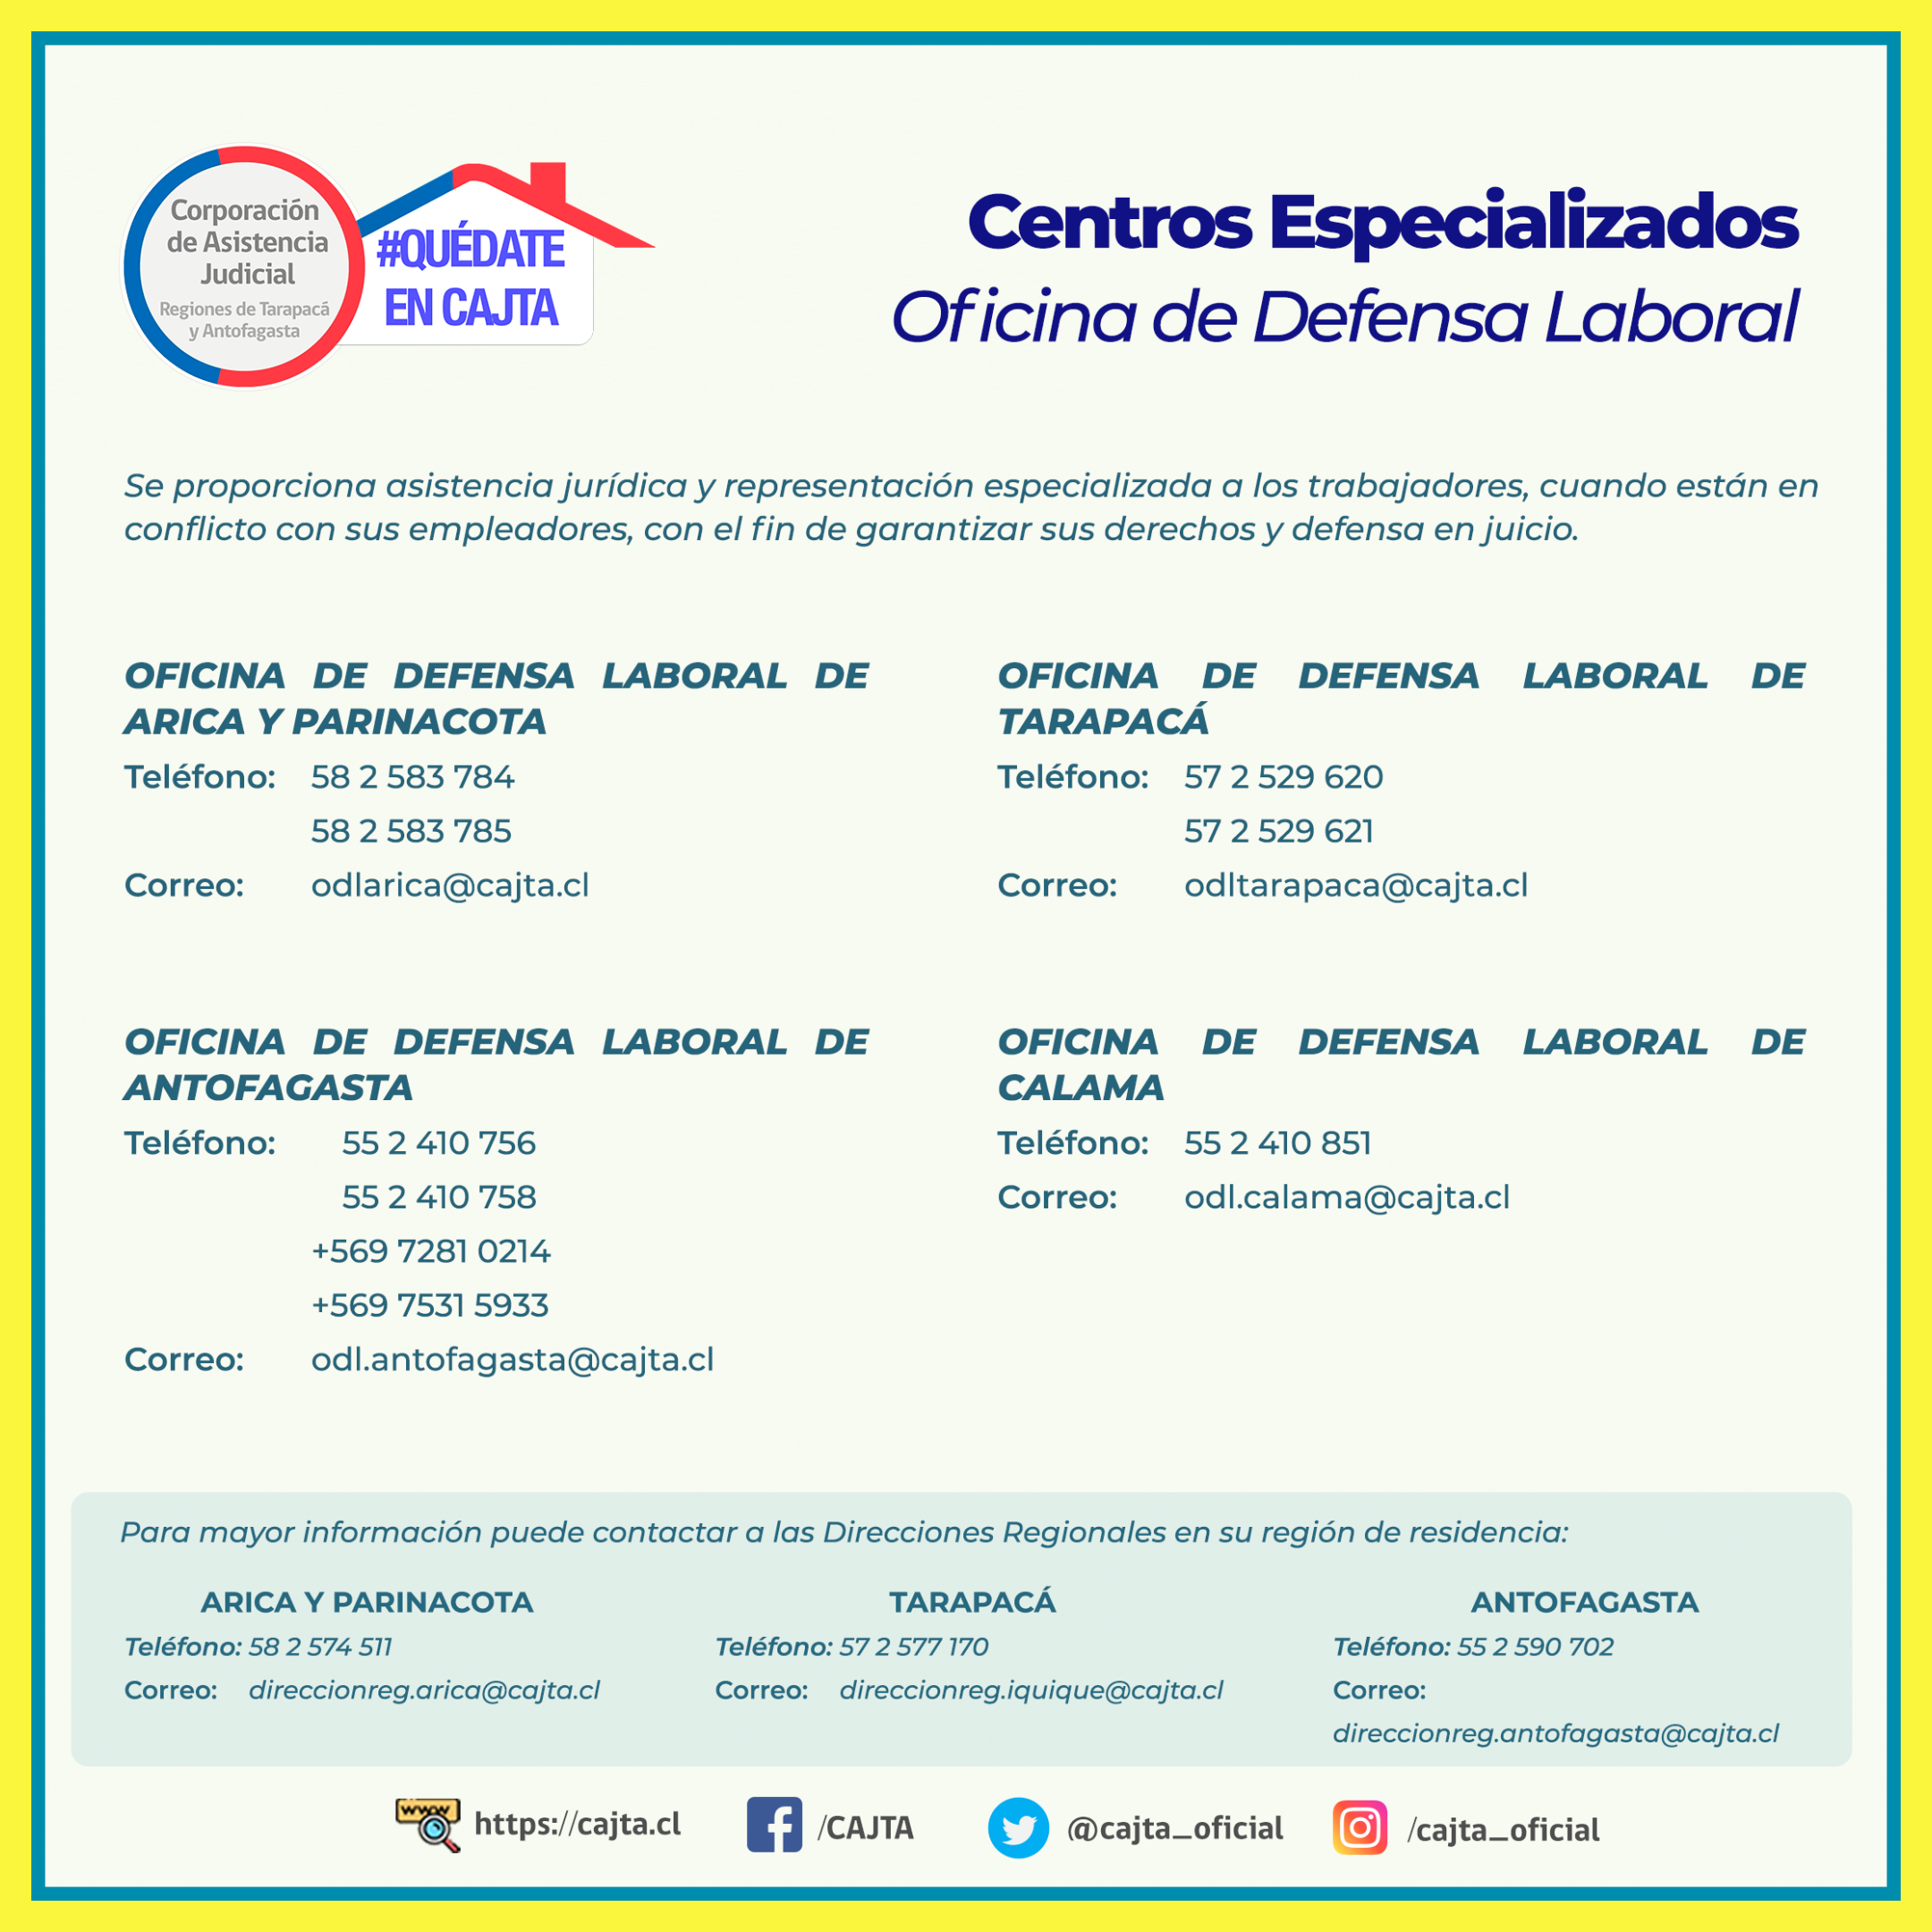 Corporación
de Asistencia
Judicial
Regiones de Tarapacá
y Antofagasta
#QUÉDATE
EN CAJTA
Centros Especializados
Oficina de Defensa Laboral
Se proporciona asistencia jurídica y representación especializada a los trabajadores, cuando están en
conflicto con sus empleadores, con el fin de garantizar sus derechos y defensa en juicio.
OFICINA DE DEFENSA LABORAL DE
ARICA Y PARINACOTA
Teléfono: 58 2 583 784
58 2 583 785
Correo: odlarica@cajta.cl
OFICINA DE DEFENSA LABORAL DE
TARAPACÁ
Teléfono: 57 2 529 620
57 2 529 621
Correo: odltarapaca@cajta.cl
OFICINA DE DEFENSA LABORAL DE
ANTOFAGASTA
Teléfono: 55 2 410 756
55 2 410 758
+569 7281 0214
+569 7531 5933
Correo: odl.antofagasta@cajta.cl
OFICINA DE DEFENSA LABORAL DE
CALAMA
Teléfono: 55 2 410 851
Correo: odl.calama@cajta.cl
Para mayor información puede contactar a las Direcciones Regionales en su región de residencia:
ARICA Y PARINACOTA
Teléfono: 58 2 574 511
Correo: direccionreg.arica@cajta.cl
TARAPACÁ
Teléfono: 57 2 577 170
Correo: direccionreg.iquique@cajta.cl
ANTOFAGASTA
Teléfono: 55 2 590 702
Correo:
direccionreg.antofagasta@cajta.cl
www
https://cajta.cl
/CAJTA
@cajta_oficial
/cajta_oficial